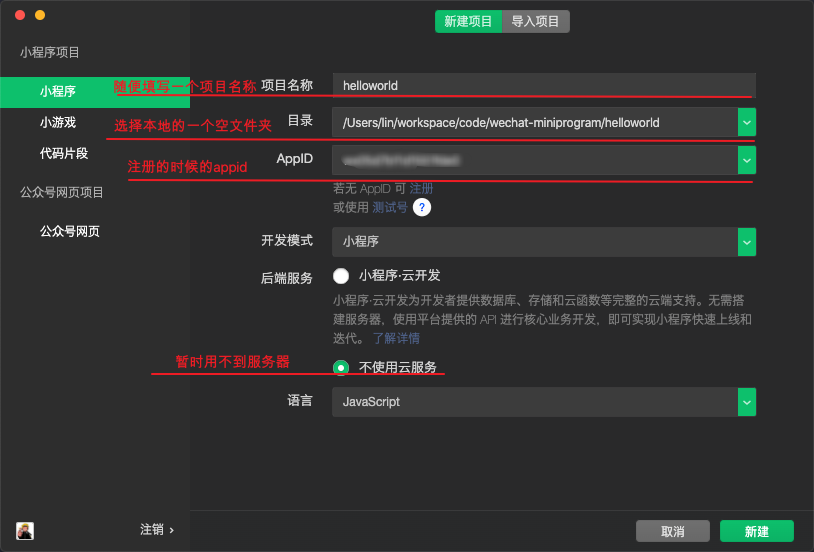 新建项目 导入项目
小程序项目
小程序
小游戏
代码片段
公众号网页项目
公众号网页
随便填写一个项目名称 项目名称 helloworld
选择本地的一个空文件夹 目录 /Users/lin/workspace/code/wechat-miniprogram/helloworld
注册的时候的appid AppID
若无 AppID 可 注册
或使用 测试号 ?
开发模式 小程序
后端服务 小程序·云开发
小程序·云开发为开发者提供数据库、存储和云函数等完整的云端支持。无需搭
建服务器，使用平台提供的 API 进行核心业务开发，即可实现小程序快速上线和
迭代。 了解详情
暂时用不到服务器 不使用云服务
语言 JavaScript
注销 ›
取消 新建